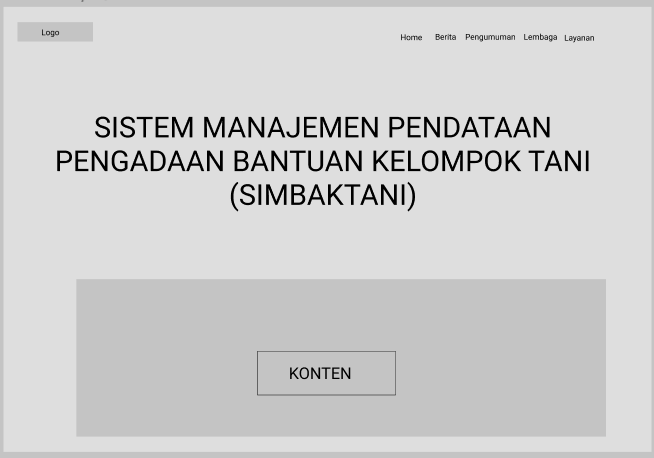 Logo
Home Berita Pengumuman Lembaga Layanan
SISTEM MANAJEMEN PENDATAAN
PENGADAAN BANTUAN KELOMPOK TANI
(SIMBAKTANI)
KONTEN